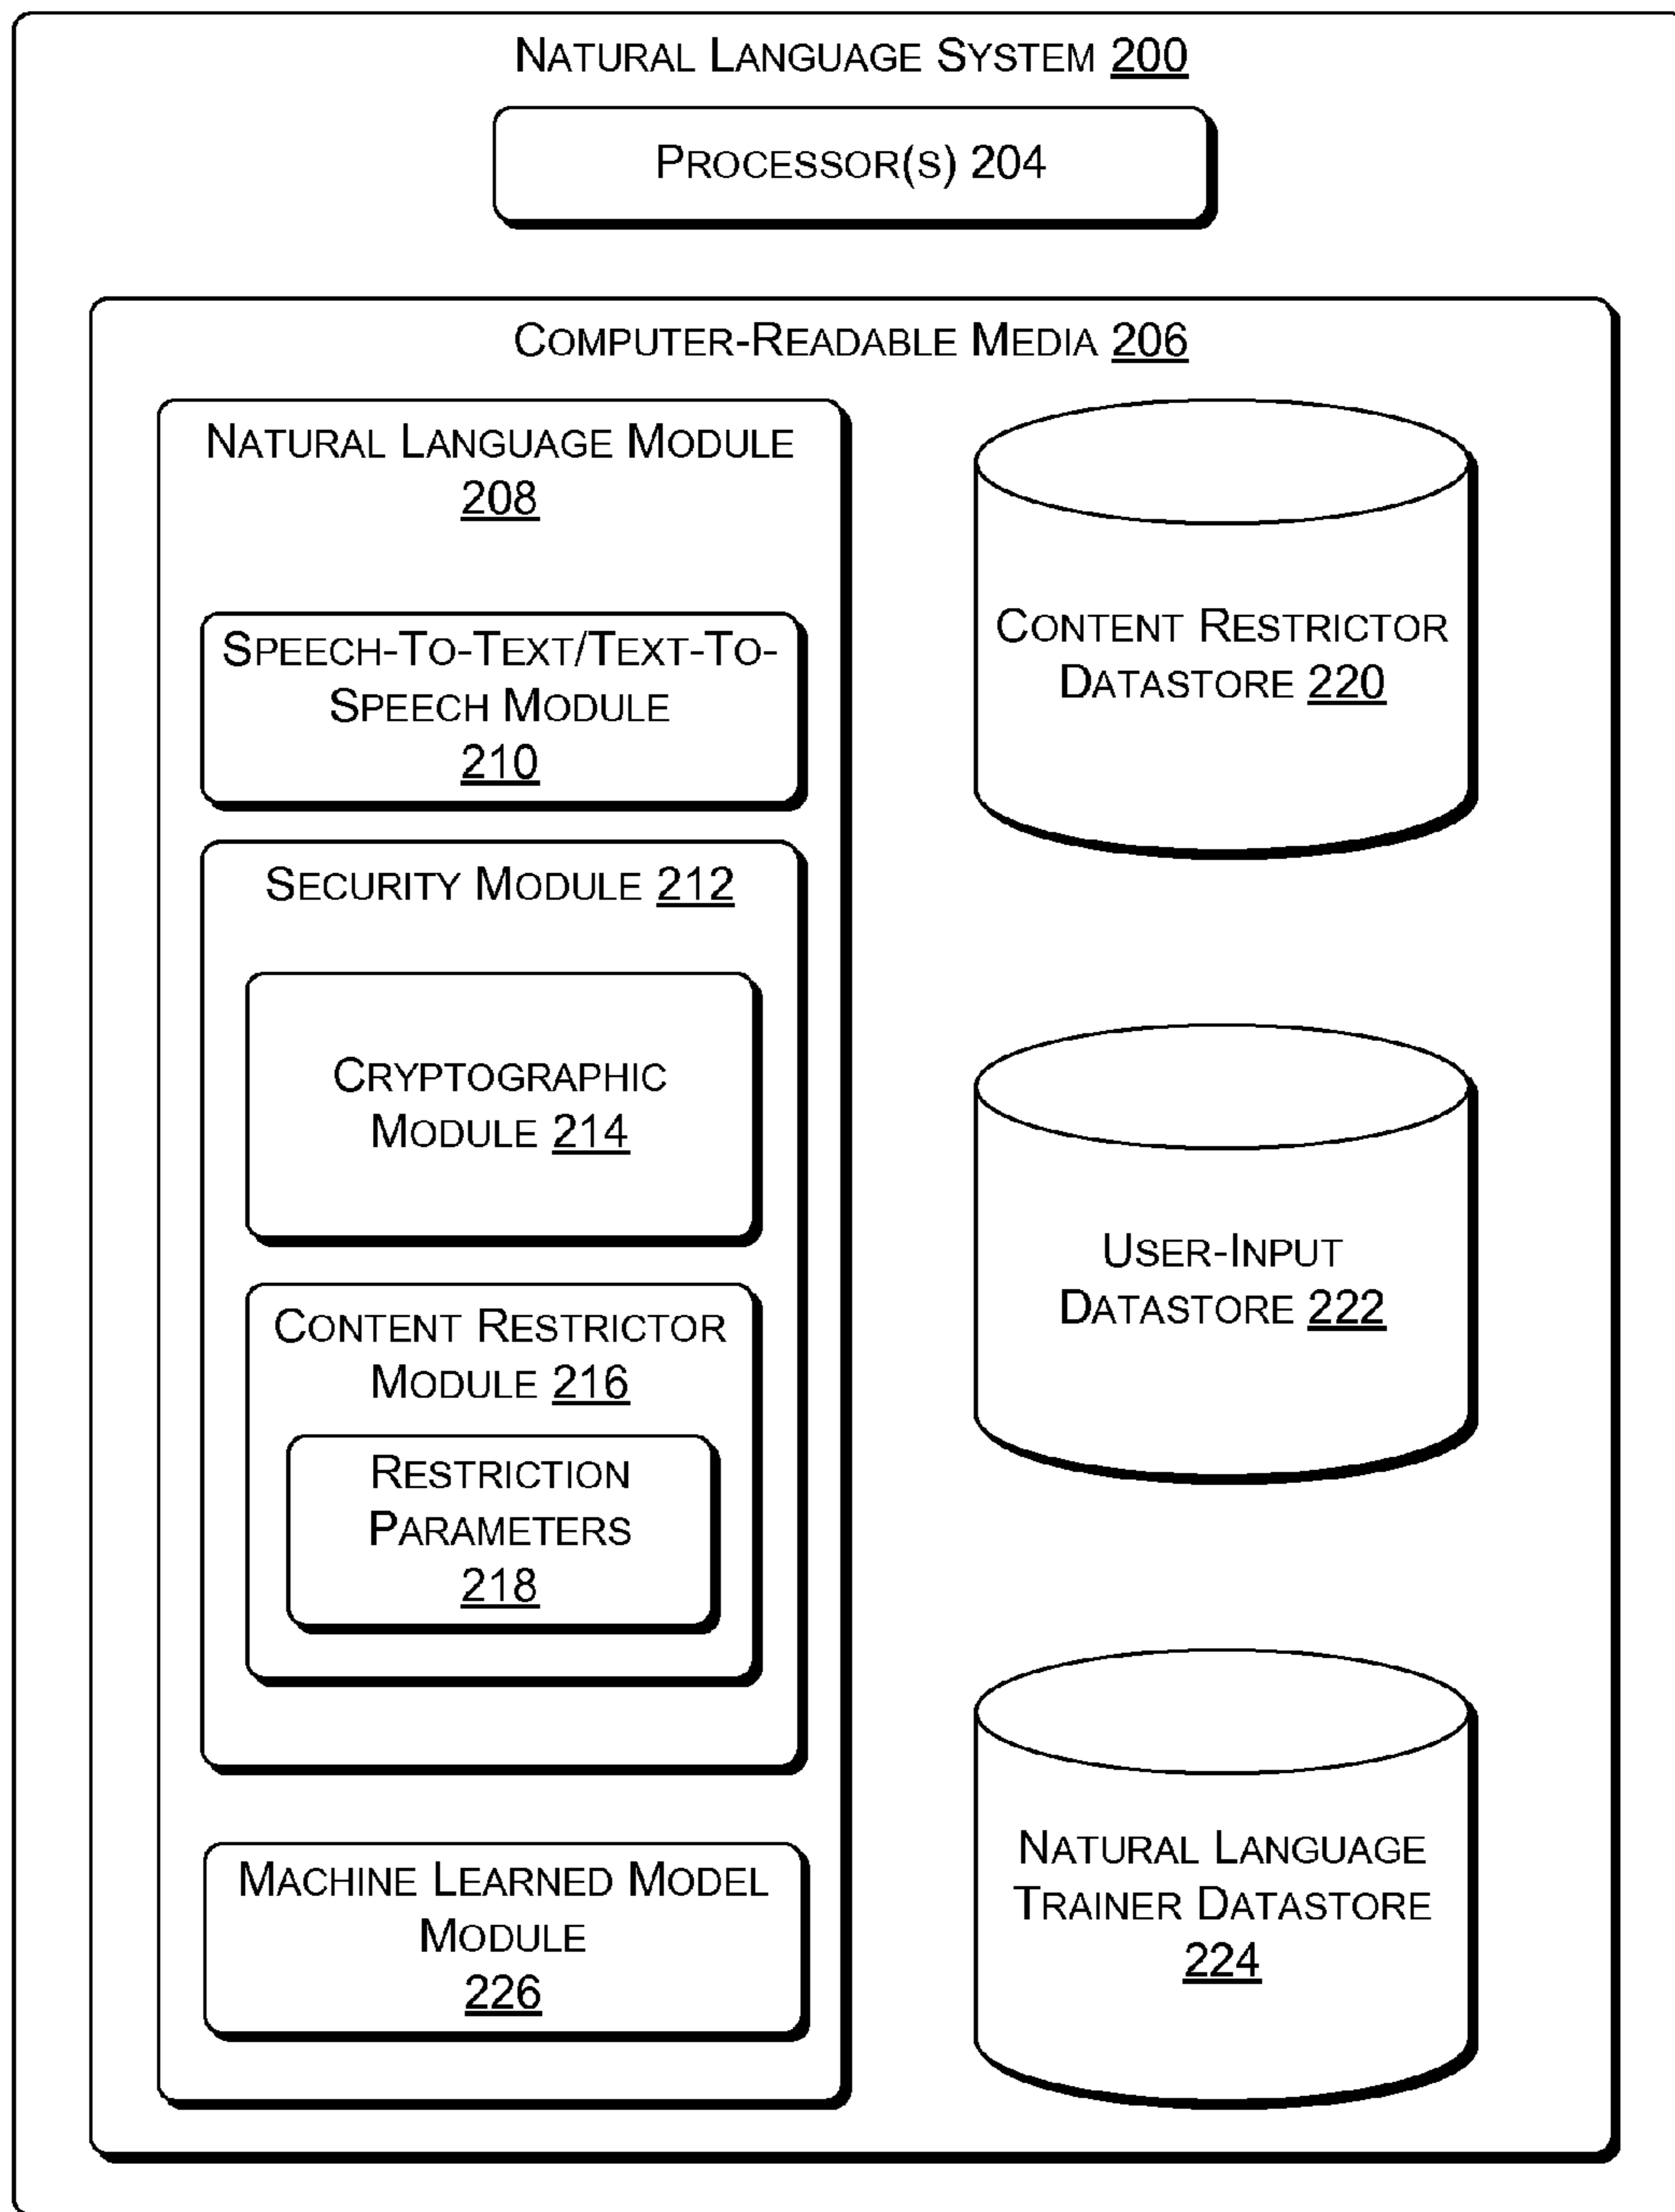 NATURAL LANGUAGE SYSTEM 200
PROCESSOR(S) 204
COMPUTER-READABLE MEDIA 206
NATURAL LANGUAGE MODULE
208
SPEECH-TO-TEXT/TEXT-TO-
SPEECH MODULE
210
SECURITY MODULE 212
CRYPTOGRAPHIC
MODULE 214
CONTENT RESTRICTOR
MODULE 216
RESTRICTION
PARAMETERS
218
MACHINE LEARNED MODEL
MODULE
226
CONTENT RESTRICTOR
DATASTORE 220
USER-INPUT
DATASTORE 222
NATURAL LANGUAGE
TRAINER DATASTORE
224